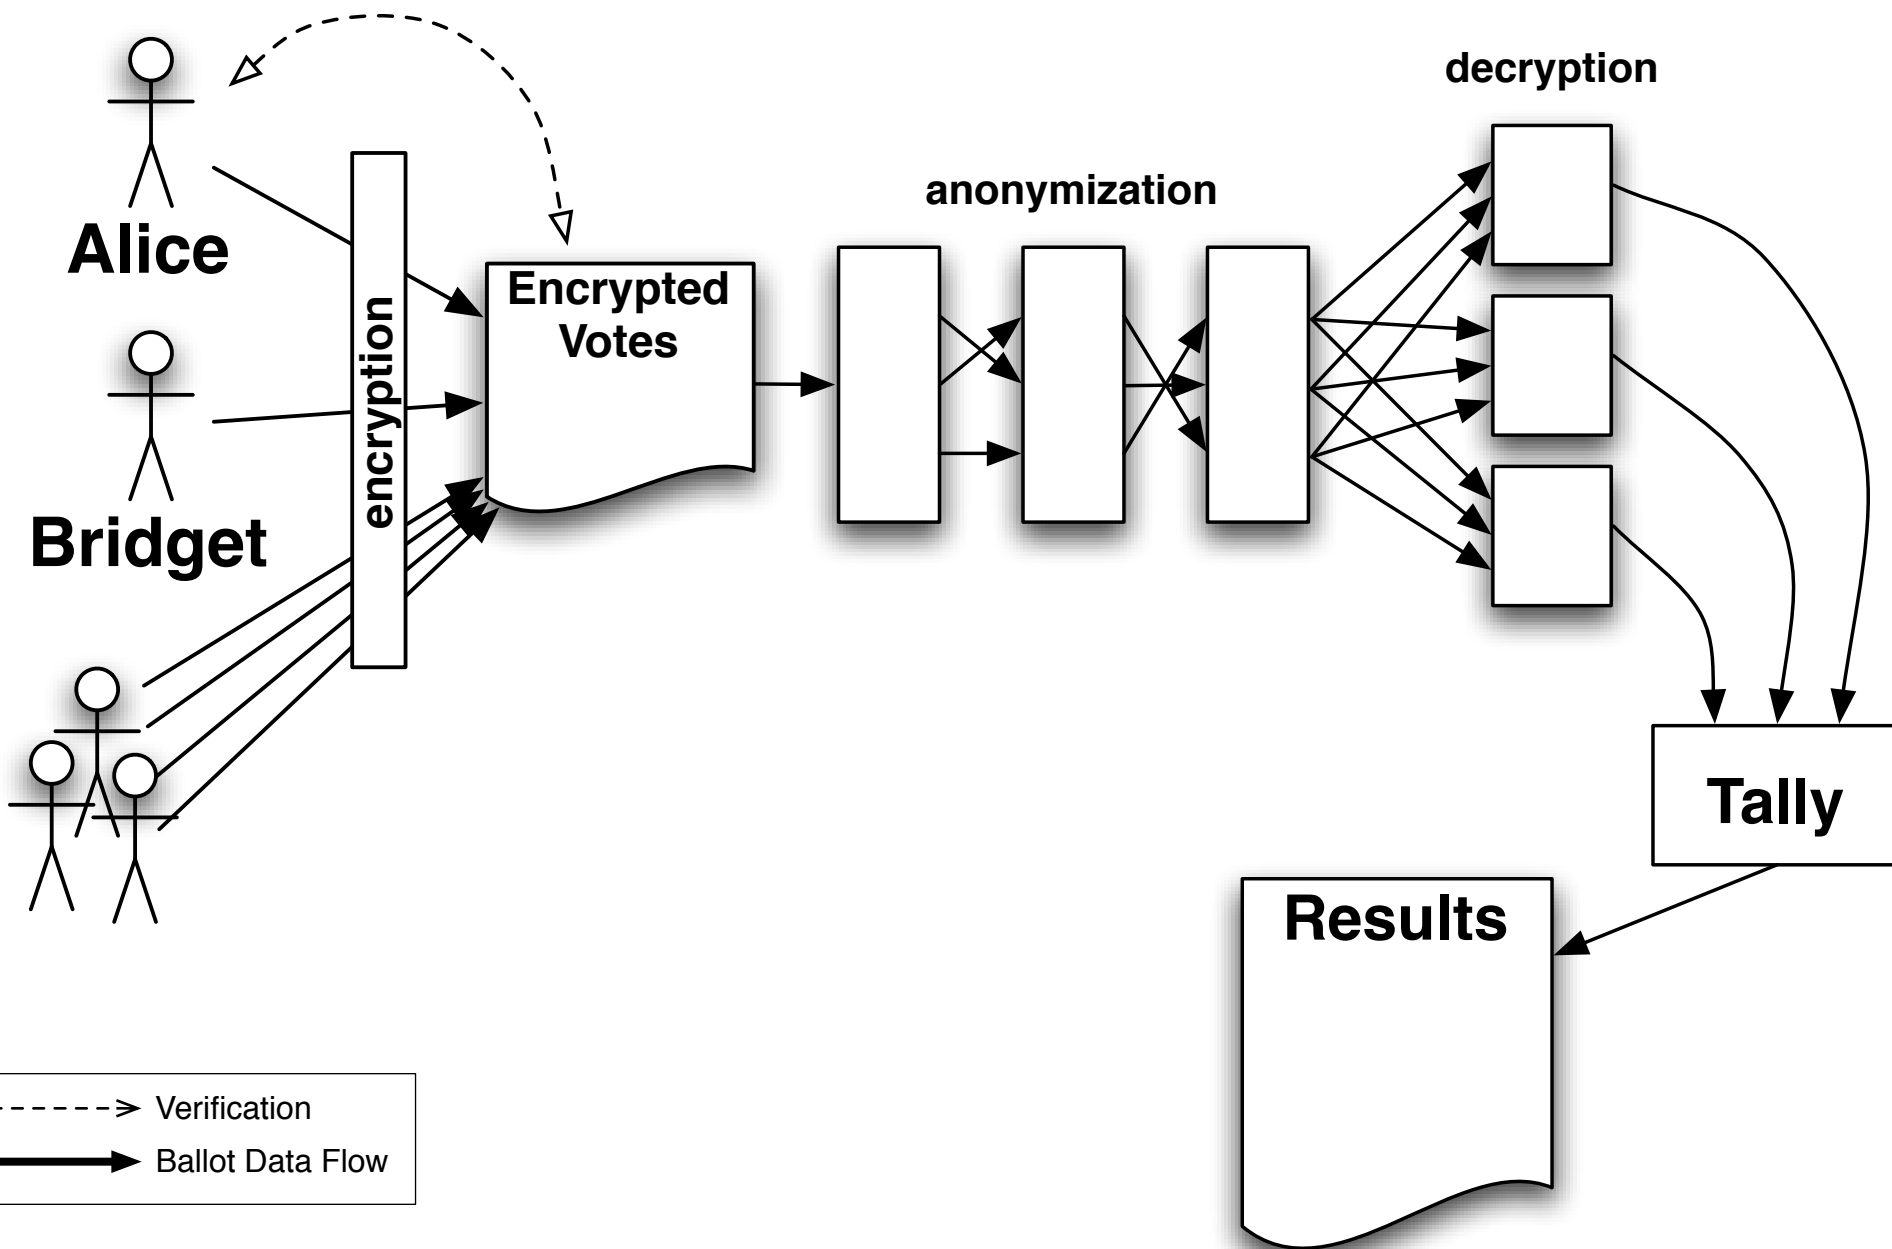 decryption
anonymization
Alice
encryption
Encrypted
Votes
Bridget
Tally
Results
Verification
Ballot Data Flow